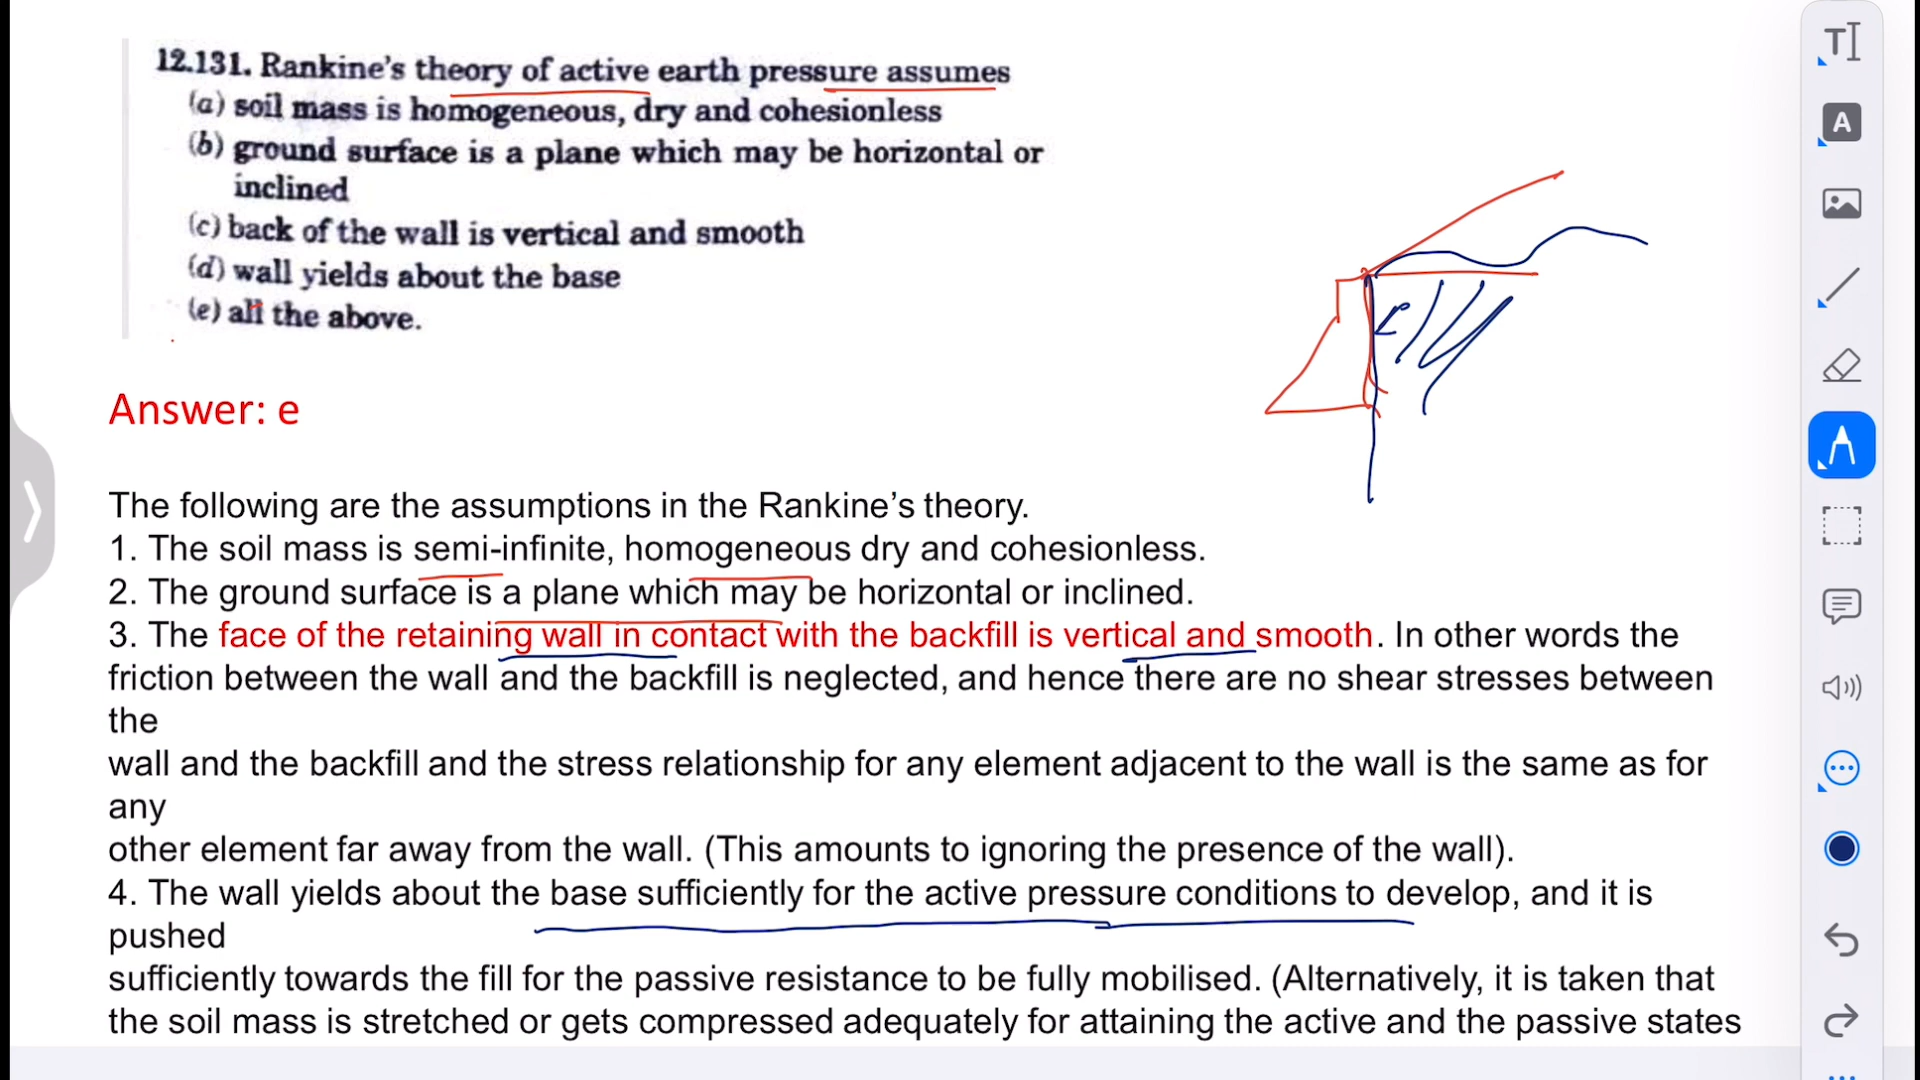 12.131. Rankine's theory of active earth pressure assumes
(a) soil mass is homogeneous, dry and cohesionless
(b) ground surface is a plane which may be horizontal or
inclined
(c) back of the wall is vertical and smooth
(d) wall yields about the base
(e) all the above.
Answer: e
The following are the assumptions in the Rankine's theory.
1. The soil mass is semi-infinite, homogeneous dry and cohesionless.
2. The ground surface is a plane which may be horizontal or inclined.
3. The face of the retaining wall in contact with the backfill is vertical and smooth. In other words the
friction between the wall and the backfill is neglected, and hence there are no shear stresses between
the
wall and the backfill and the stress relationship for any element adjacent to the wall is the same as for
any
other element far away from the wall. (This amounts to ignoring the presence of the wall).
4. The wall yields about the base sufficiently for the active pressure conditions to develop, and it is
pushed
sufficiently towards the fill for the passive resistance to be fully mobilised. (Alternatively, it is taken that
the soil mass is stretched or gets compressed adequately for attaining the active and the passive states
T
A